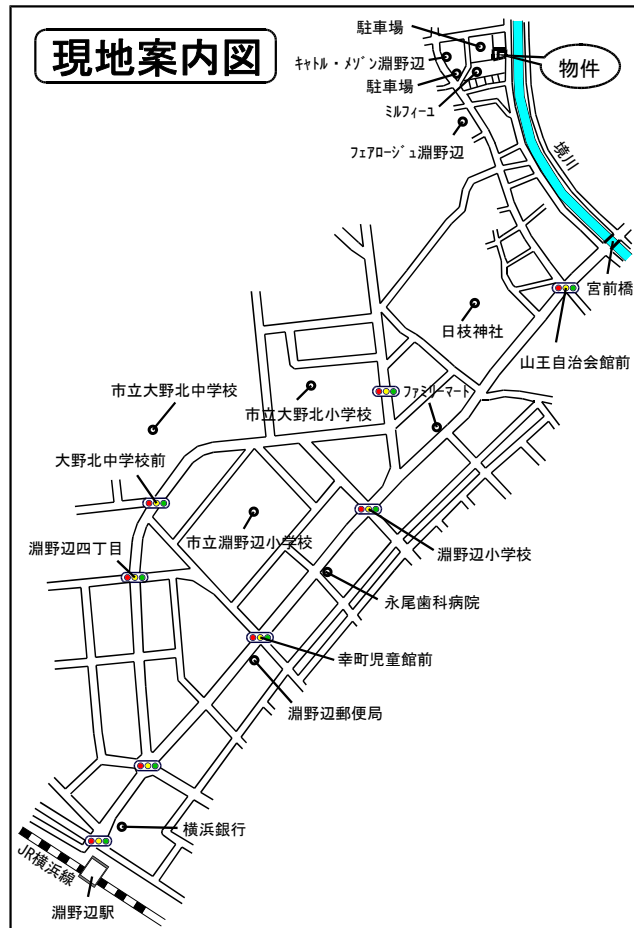 現地案内図
駐車場
ｷｬﾄﾙ・ﾒｿﾞﾝ淵野辺
物件
駐車場
ﾐﾙﾌｨｰﾕ
ﾌｪｱﾛｰｼﾞｭ淵野辺
境川
宮前橋
日枝神社
山王自治会館前
市立大野北中学校
市立大野北小学校
ﾌｧﾐﾘｰﾏｰﾄ
大野北中学校前
市立淵野辺小学校
淵野辺小学校
淵野辺四丁目
永尾歯科病院
幸町児童館前
淵野辺郵便局
横浜銀行
JR横浜線
淵野辺駅